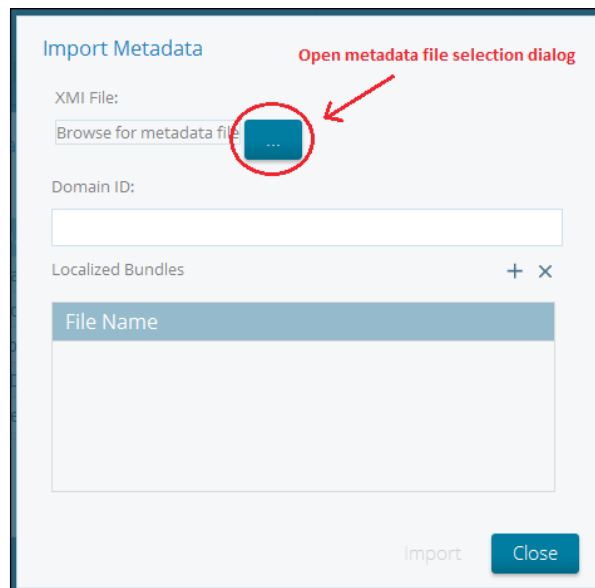 Import Metadata
Open metadata file selection dialog
XMI File:
Browse for metadata file
...
Domain ID:
Localized Bundles
File Name
Import
Close